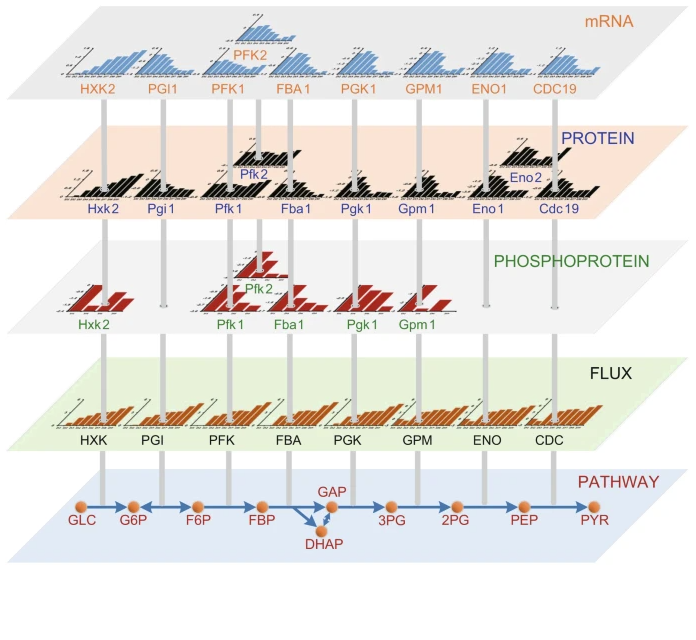 mRNA
PFK2
HXK2 PGI1 PFK1 FBA1 PGK1 GPM1 ENO1 CDC19
PROTEIN
Pfk2 Eno2
Hxk2 Pgi1 Pfk1 Fba1 Pgk1 Gpm1 Eno1 Cdc19
PHOSPHOPROTEIN
Pfk2
Hxk2 Pfk1 Fba1 Pgk1 Gpm1
FLUX
HXK PGI PFK FBA PGK GPM ENO CDC
PATHWAY
GAP
GLC G6P F6P FBP 3PG 2PG PEP PYR
DHAP